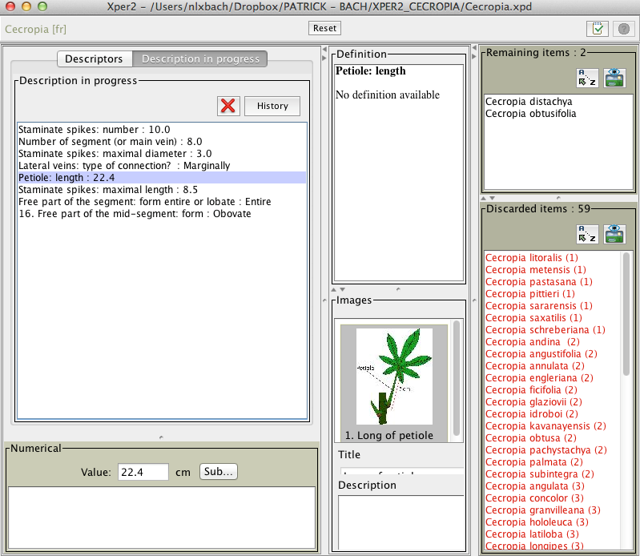 Xper2 - /Users/nlxbach/Dropbox/PATRICK - BACH/XPER2_CECROPIA/Cecropia.xpd
Cecropia [fr]
Reset
Descriptors
Description in progress
Description in progress
History
Staminate spikes: number : 10.0
Number of segment (or main vein) : 8.0
Staminate spikes: maximal diameter : 3.0
Lateral veins: type of connection? : Marginally
Petiole: length : 22.4
Staminate spikes: maximal length : 8.5
Free part of the segment: form entire or lobate : Entire
16. Free part of the mid-segment: form : Obovate
Numerical
Value: 22.4 cm Sub...
Definition
Petiole: length
No definition available
Images
Petiole
1. Long of petiole
Title
Description
Remaining items : 2
A Z
Cecropia distachya
Cecropia obtusifolia
Discarded items : 59
A Z
Cecropia litoralis (1)
Cecropia metensis (1)
Cecropia pastasana (1)
Cecropia pittieri (1)
Cecropia sararensis (1)
Cecropia saxatilis (1)
Cecropia schreberiana (1)
Cecropia andina (2)
Cecropia angustifolia (2)
Cecropia annulata (2)
Cecropia engleriana (2)
Cecropia ficifolia (2)
Cecropia glaziovii (2)
Cecropia idroboi (2)
Cecropia kavanayensis (2)
Cecropia obtusa (2)
Cecropia pachystachya (2)
Cecropia palmata (2)
Cecropia subintegra (2)
Cecropia angulata (3)
Cecropia concolor (3)
Cecropia granvilleana (3)
Cecropia hololeuca (3)
Cecropia latiloba (3)
Cecropia longipes (3)